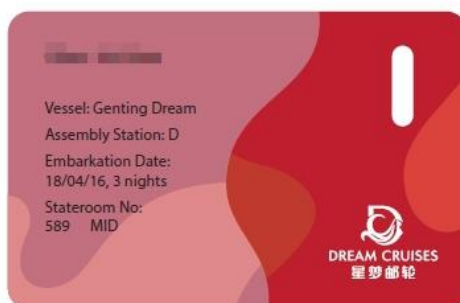 Vessel: Genting Dream
Assembly Station: D
Embarkation Date:
18/04/16, 3 nights
Stateroom No:
589 MID
DREAM CRUISES
星梦邮轮